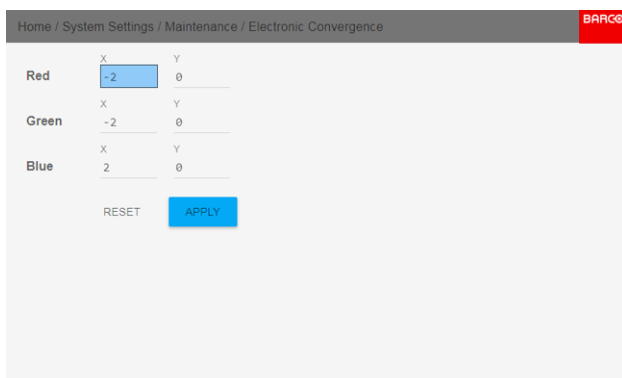 Home / System Settings / Maintenance / Electronic Convergence
BARCO
X Y
Red -2 0
X Y
Green -2 0
X Y
Blue 2 0
RESET APPLY